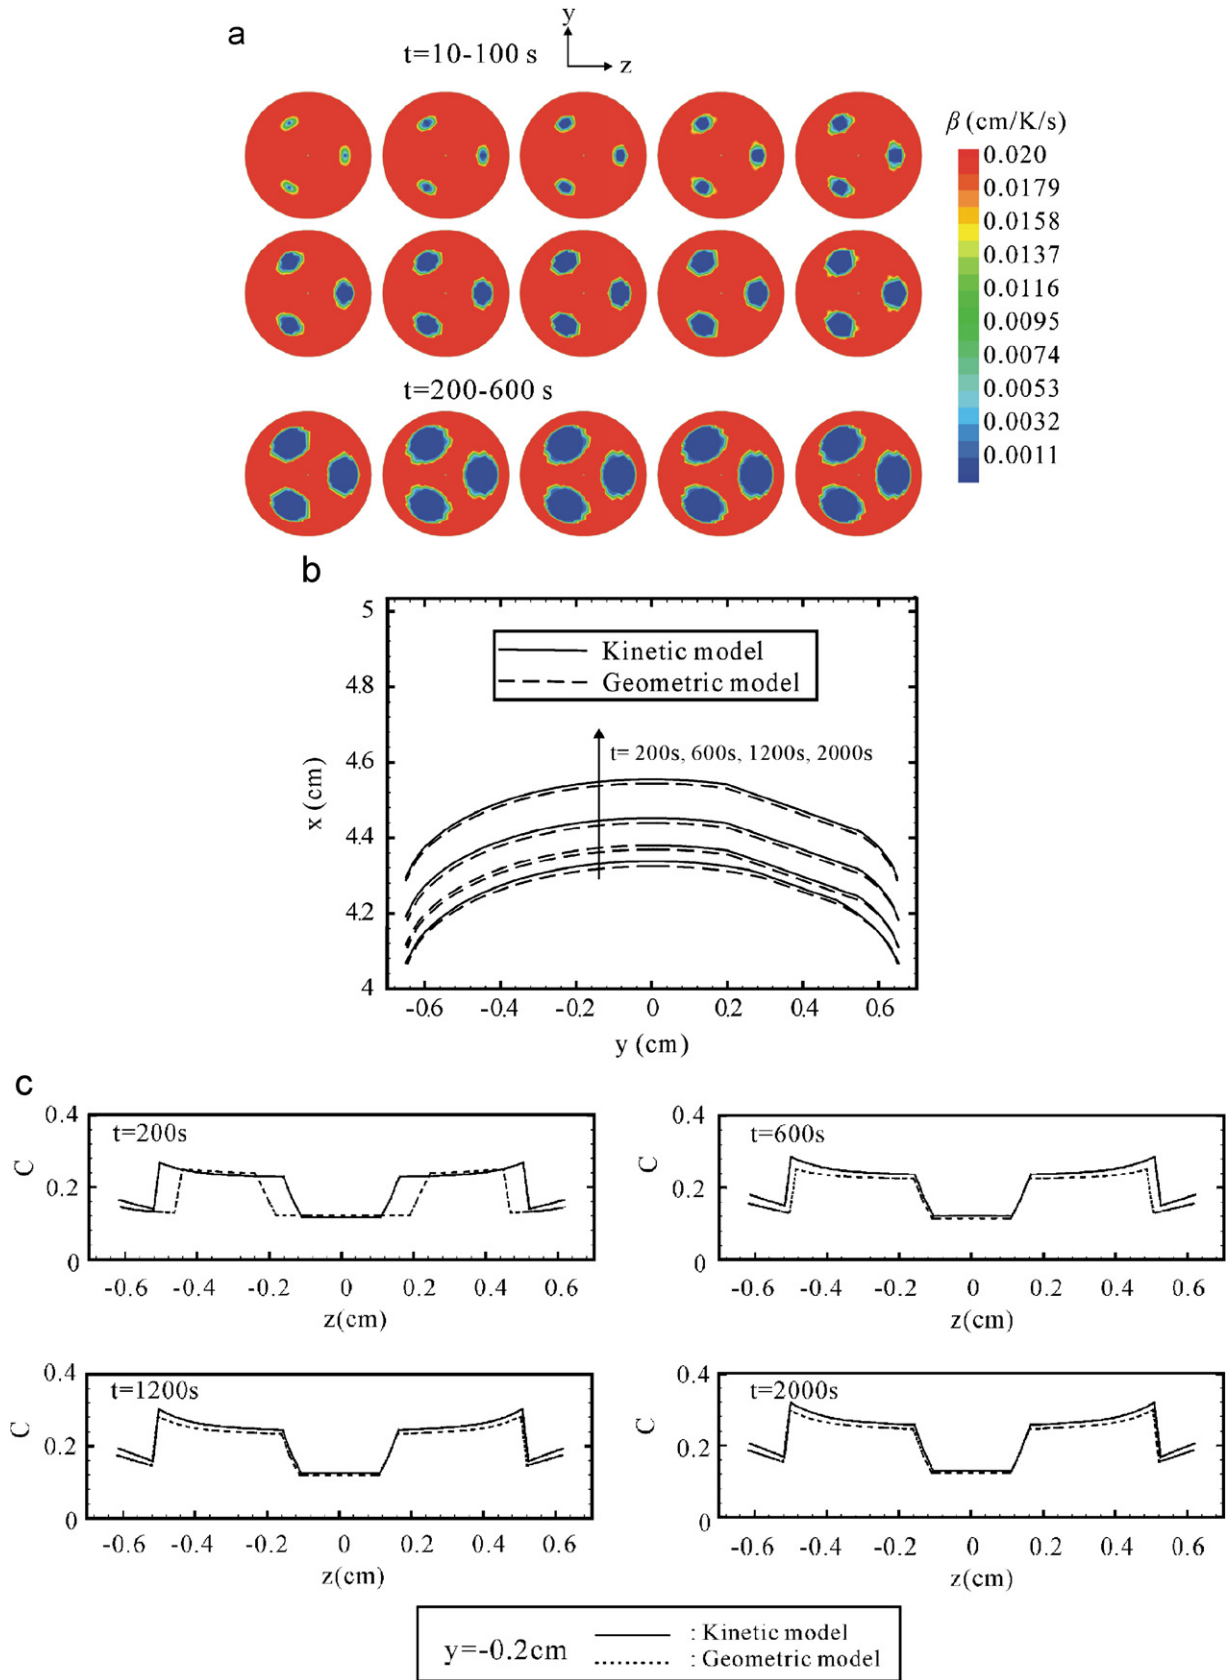 a
y
z
t=10-100 s
β (cm/K/s)
0.020
0.0179
0.0158
0.0137
0.0116
0.0095
0.0074
0.0053
0.0032
0.0011
t=200-600 s
b
5
4.8
4.6
4.4
4.2
4
x (cm)
Kinetic model
Geometric model
t= 200s, 600s, 1200s, 2000s
-0.6 -0.4 -0.2 0 0.2 0.4 0.6
y (cm)
c
0.4
0.2
0
C
t=200s
-0.6 -0.4 -0.2 0 0.2 0.4 0.6
z(cm)
0.4
0.2
0
C
t=600s
-0.6 -0.4 -0.2 0 0.2 0.4 0.6
z(cm)
0.4
0.2
0
C
t=1200s
-0.6 -0.4 -0.2 0 0.2 0.4 0.6
z(cm)
0.4
0.2
0
C
t=2000s
-0.6 -0.4 -0.2 0 0.2 0.4 0.6
z(cm)
y=-0.2cm
: Kinetic model
: Geometric model